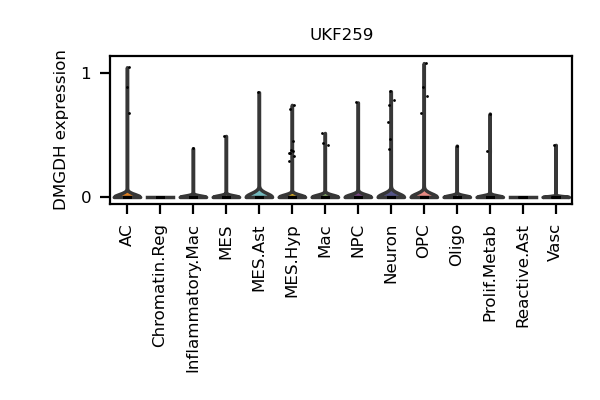 UKF259
DMGDH expression
1
0
AC
Chromatin.Reg
Inflammatory.Mac
MES
MES.Ast
MES.Hyp
Mac
NPC
Neuron
OPC
Oligo
Prolif.Metab
Reactive.Ast
Vasc